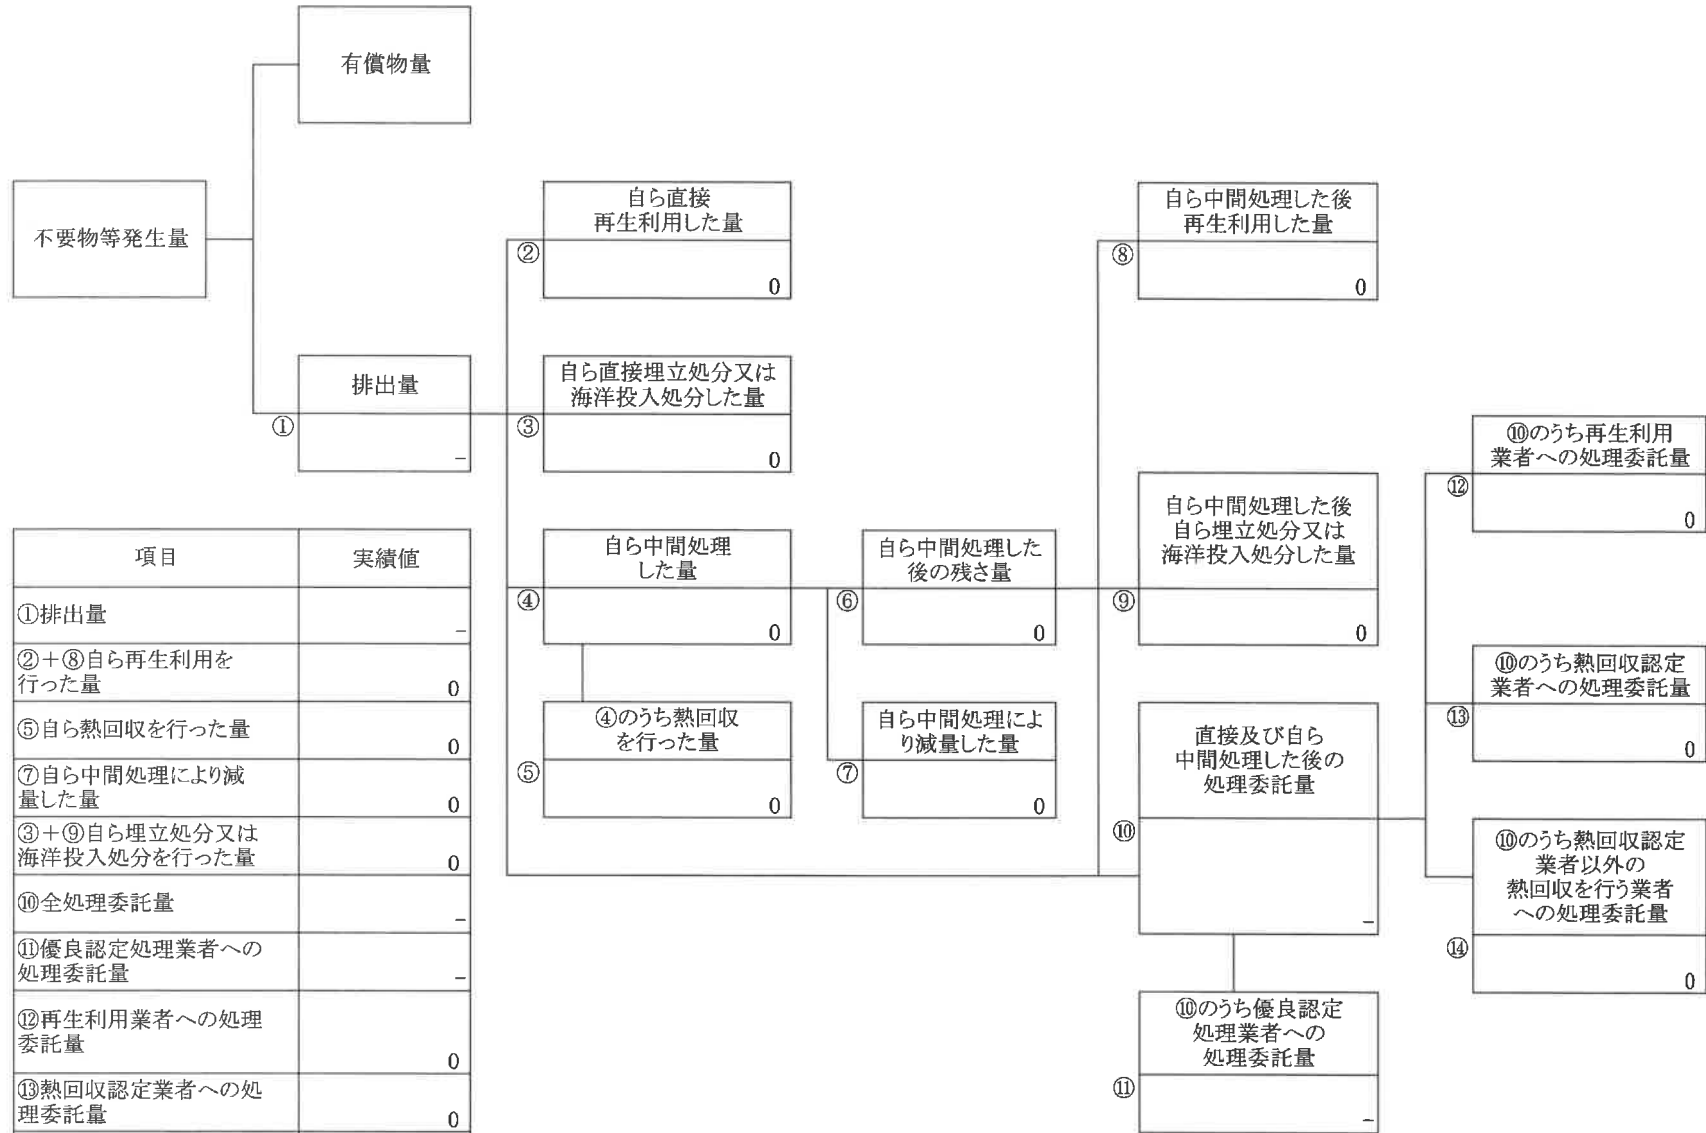 有償物量
不要物等発生量
排出量
①
－
自ら直接
再生利用した量
②
0
自ら直接埋立処分又は
海洋投入処分した量
③
0
自ら中間処理
した量
④
0
④のうち熱回収
を行った量
⑤
0
自ら中間処理した
後の残さ量
⑥
0
自ら中間処理によ
り減量した量
⑦
0
自ら中間処理した後
再生利用した量
⑧
0
自ら中間処理した後
自ら埋立処分又は
海洋投入処分した量
⑨
0
直接及び自ら
中間処理した後の
処理委託量
⑩
－
⑩のうち優良認定
処理業者への
処理委託量
⑪
－
⑩のうち再生利用
業者への処理委託量
⑫
0
⑩のうち熱回収認定
業者への処理委託量
⑬
0
⑩のうち熱回収認定
業者以外の
熱回収を行う業者
への処理委託量
⑭
0
項目 実績値
①排出量
－
②＋⑧自ら再生利用を
行った量 0
⑤自ら熱回収を行った量
0
⑦自ら中間処理により減
量した量 0
③＋⑨自ら埋立処分又は
海洋投入処分を行った量 0
⑩全処理委託量
－
⑪優良認定処理業者への
処理委託量 －
⑫再生利用業者への処理
委託量
0
⑬熱回収認定業者への処
理委託量 0